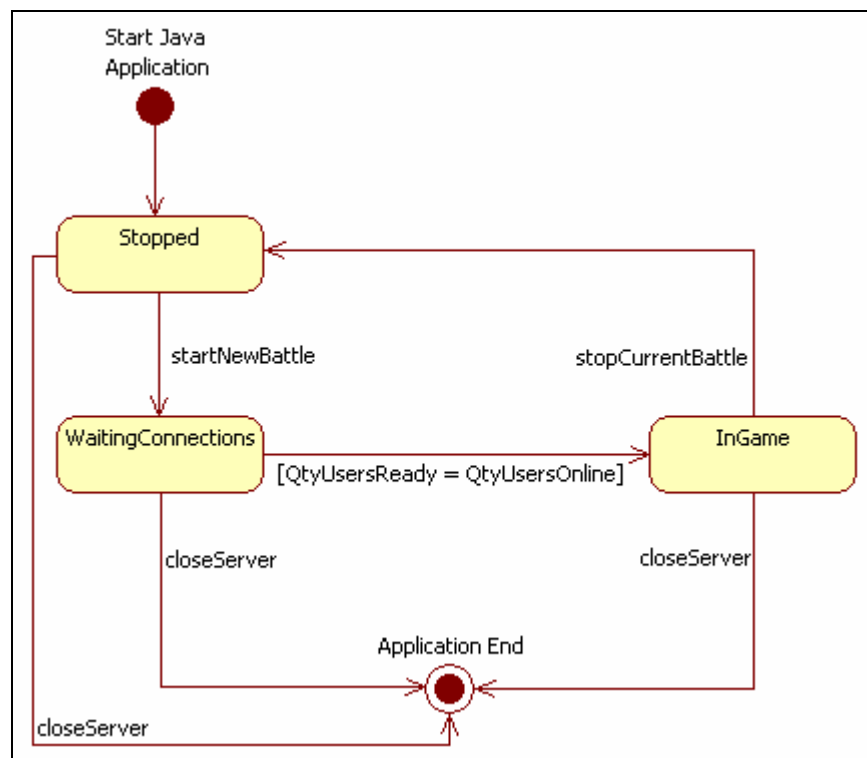 Start Java
Application
Stopped
startNewBattle
stopCurrentBattle
WaitingConnections
InGame
[QtyUsersReady = QtyUsersOnline]
closeServer
closeServer
Application End
closeServer